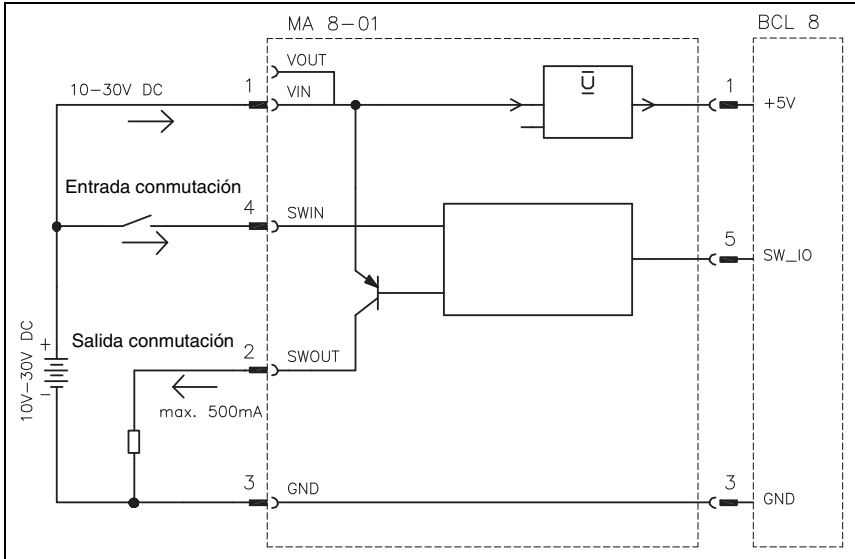 MA 8-01
BCL 8
VOUT
10-30V DC
1
VIN
U
1
+5V
Entrada conmutación
4
SWIN
5
SW_IO
Salida conmutación
2
SWOUT
max. 500mA
10V-30V DC
+
-
3
GND
3
GND